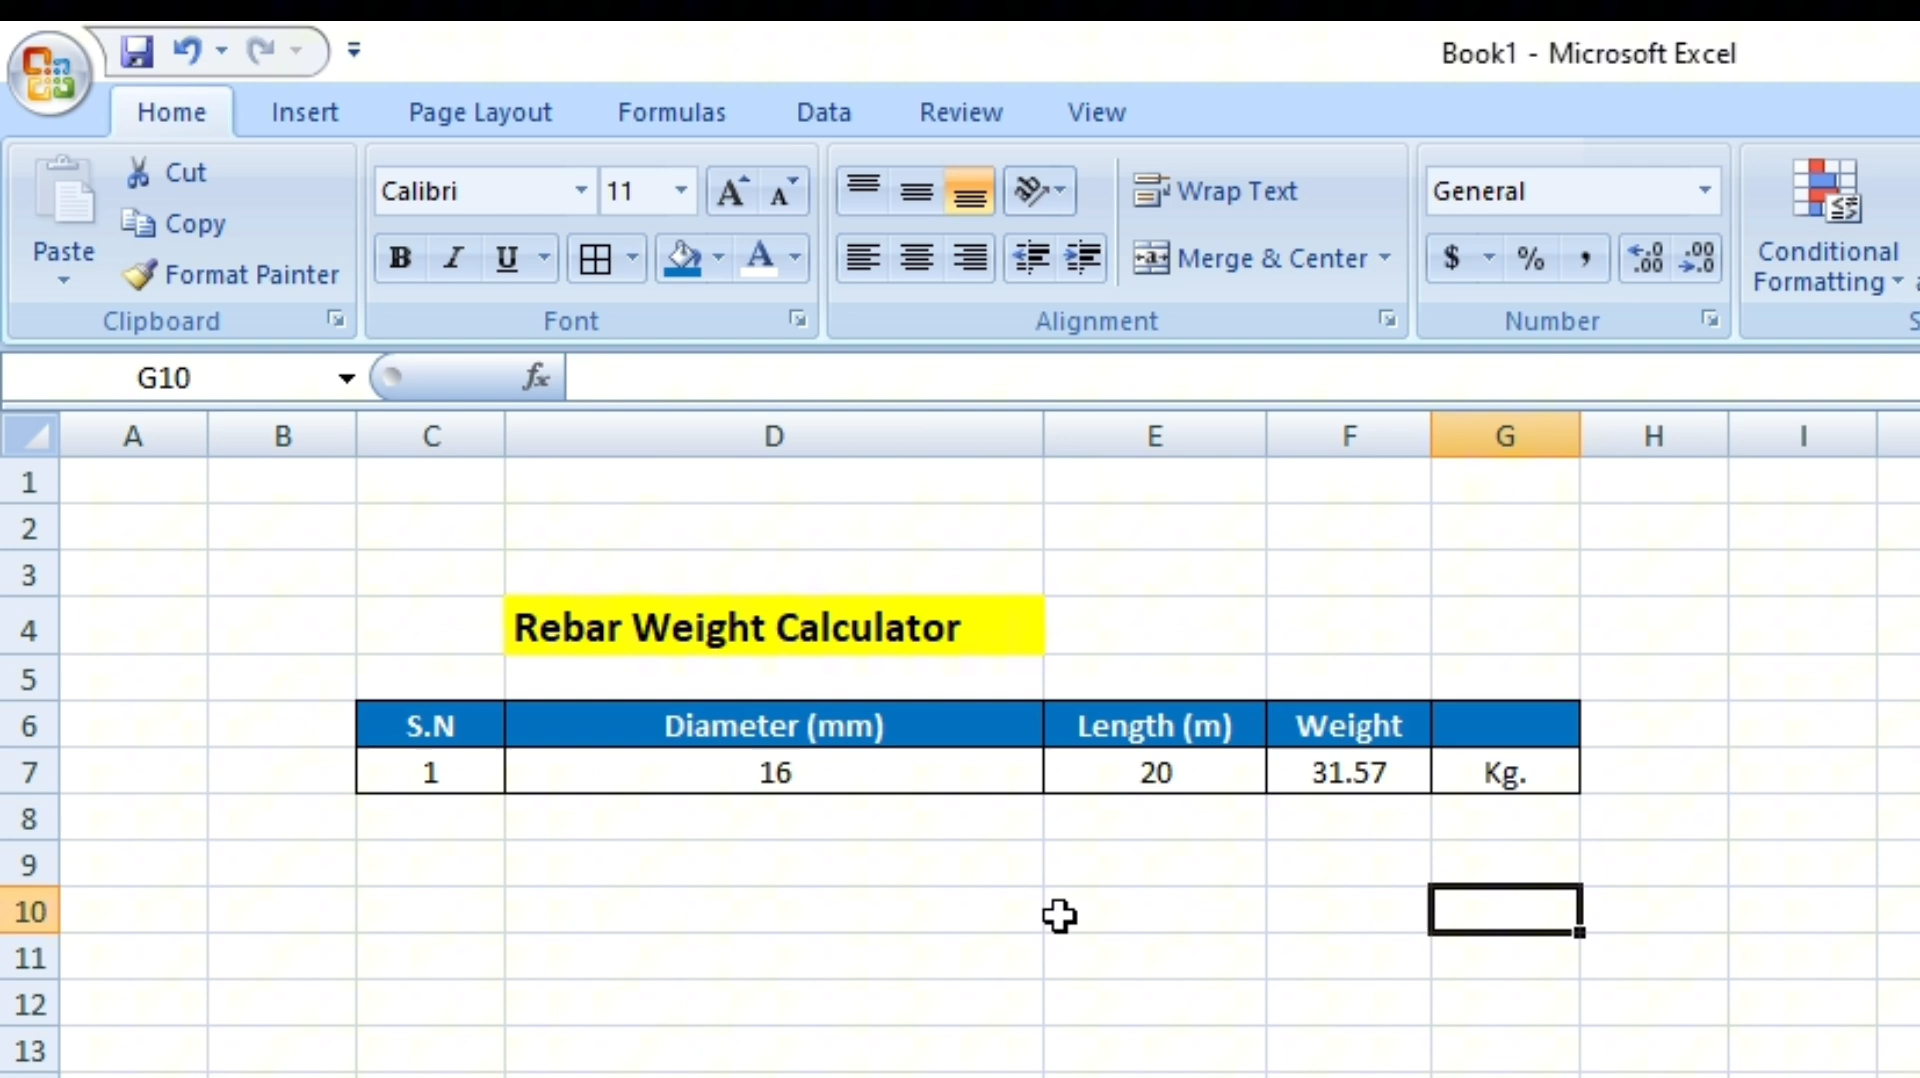 Book1 - Microsoft Excel
Home Insert Page Layout Formulas Data Review View
Paste
Cut
Copy
Format Painter
Clipboard
Calibri 11
B I U
Font
Wrap Text
Merge & Center
Alignment
General
$ % ,
Number
Conditional
Formatting
G10 fx
A B C D E F G H I
1
2
3
4 Rebar Weight Calculator
5
6 S.N Diameter (mm) Length (m) Weight
7 1 16 20 31.57 Kg.
8
9
10
11
12
13